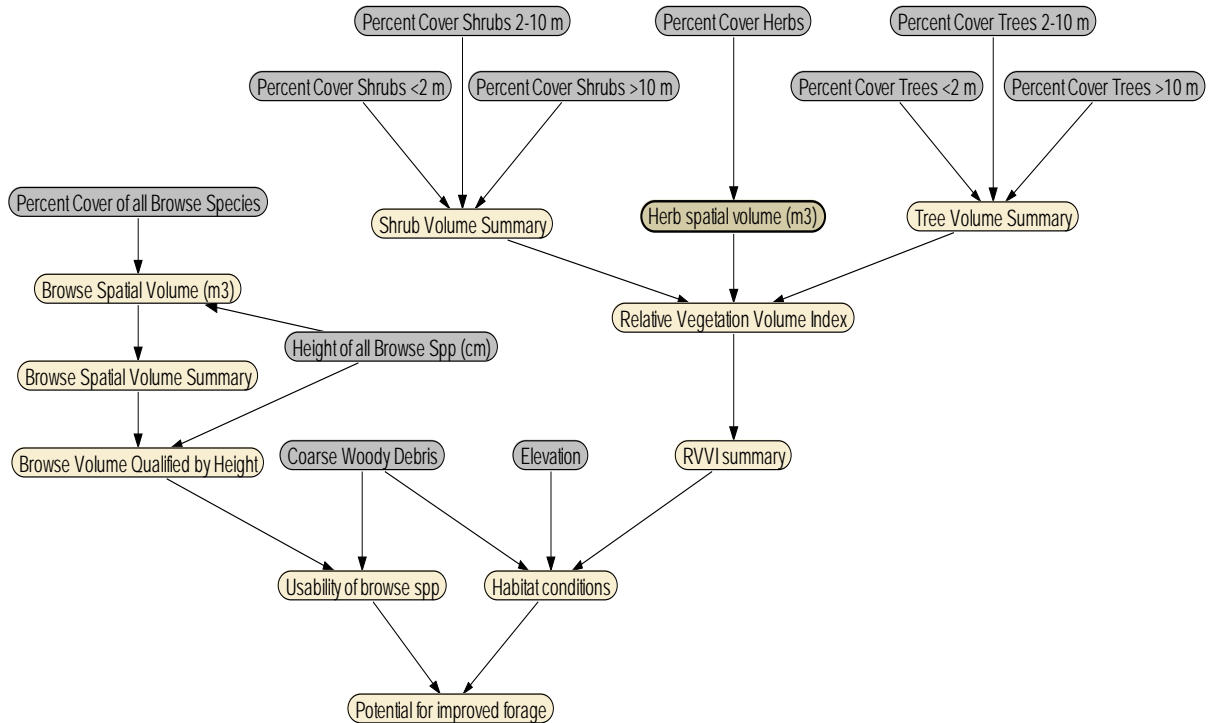 Percent Cover Shrubs 2-10 m
Percent Cover Herbs
Percent Cover Trees 2-10 m
Percent Cover Shrubs <2 m
Percent Cover Shrubs >10 m
Percent Cover Trees <2 m
Percent Cover Trees >10 m
Percent Cover of all Browse Species
Shrub Volume Summary
Herb spatial volume (m3)
Tree Volume Summary
Browse Spatial Volume (m3)
Relative Vegetation Volume Index
Height of all Browse Spp (cm)
Browse Spatial Volume Summary
Browse Volume Qualified by Height
Coarse Woody Debris
Elevation
RVVI summary
Usability of browse spp
Habitat conditions
Potential for improved forage